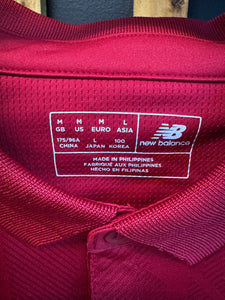 M M M L
GB US EURO ASIA
175/96A L 100
CHINA JAPAN KOREA
new balance
MADE IN PHILIPPINES
FABRIQUÉ AUX PHILIPPINES
HECHO EN FILIPINAS